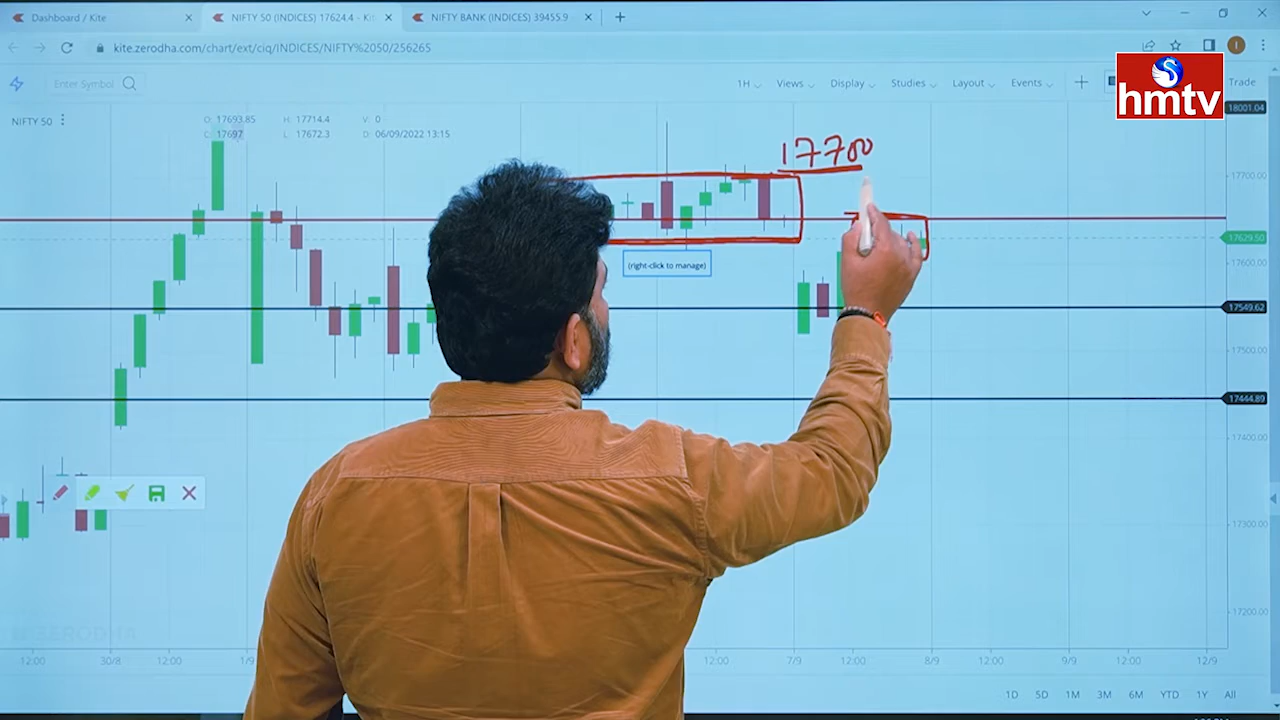 Dashboard / Kite
NIFTY 50 (INDICES) 17624.4 - Kit
NIFTY BANK (INDICES) 39455.9
kite.zerodha.com/chart/ext/ciq/INDICES/NIFTY%2050/256265
hmtv
Enter Symbol
1H Views Display Studies Layout Events
Trade
NIFTY 50
O: 17693.85 H: 17714.4 V: 0
C: 17697 L: 17672.3 D: 06/09/2022 13:15
18001.04
17700
17700.00
17629.50
17600.00
(right-click to manage)
17549.62
17500.00
17444.89
17400.00
17300.00
17200.00
ZERODHA
12:00 30/8 12:00 1/9 12:00 7/9 12:00 8/9 12:00 9/9 12:00 12/9
1D 5D 1M 3M 6M YTD 1Y All